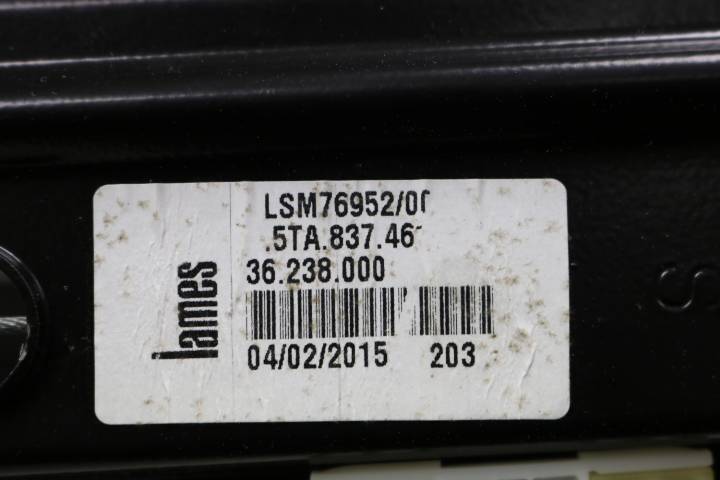 LSM76952/0
.5TA.837.46
36.238.000
lames
04/02/2015 203
S